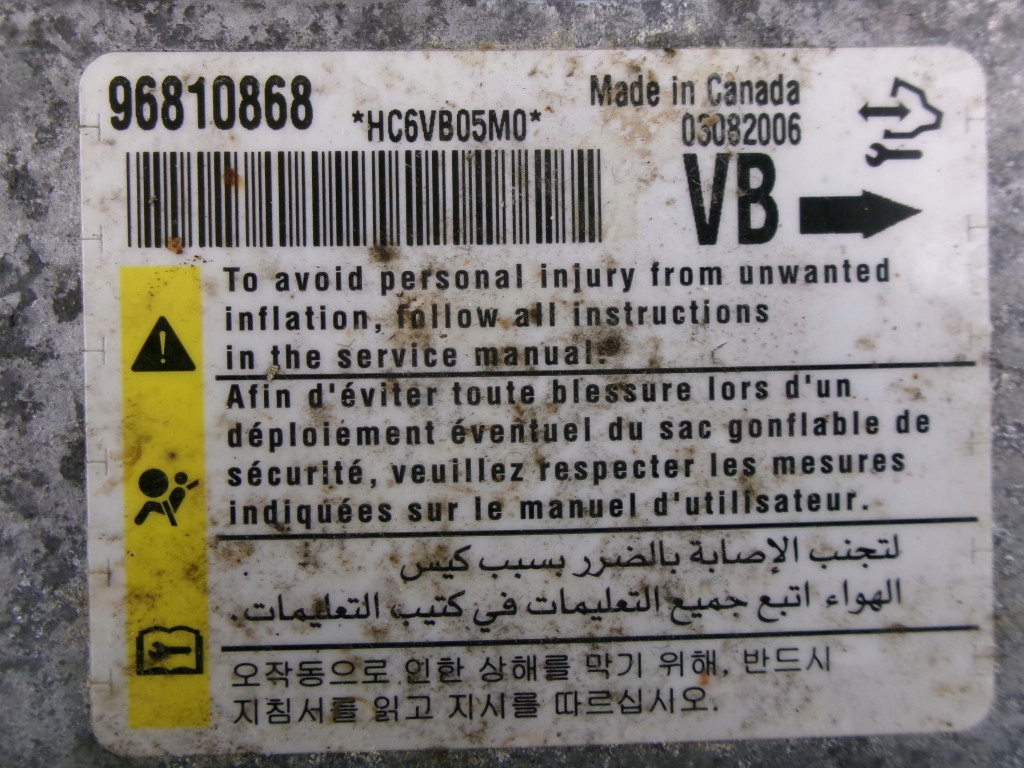 96810868
*HC6VB05M0*
Made in Canada
03082006
VB
To avoid personal injury from unwanted
inflation, follow all instructions
in the service manual.
Afin d'éviter toute blessure lors d'un
déploiement éventuel du sac gonflable de
sécurité, veuillez respecter les mesures
indiquées sur le manuel d'utilisateur.
لتجنب الإصابة بالضرر بسبب كيس
الهواء اتبع جميع التعليمات في كتيب التعليمات.
오작동으로 인한 상해를 막기 위해, 반드시
지침서를 읽고 지시를 따르십시오.